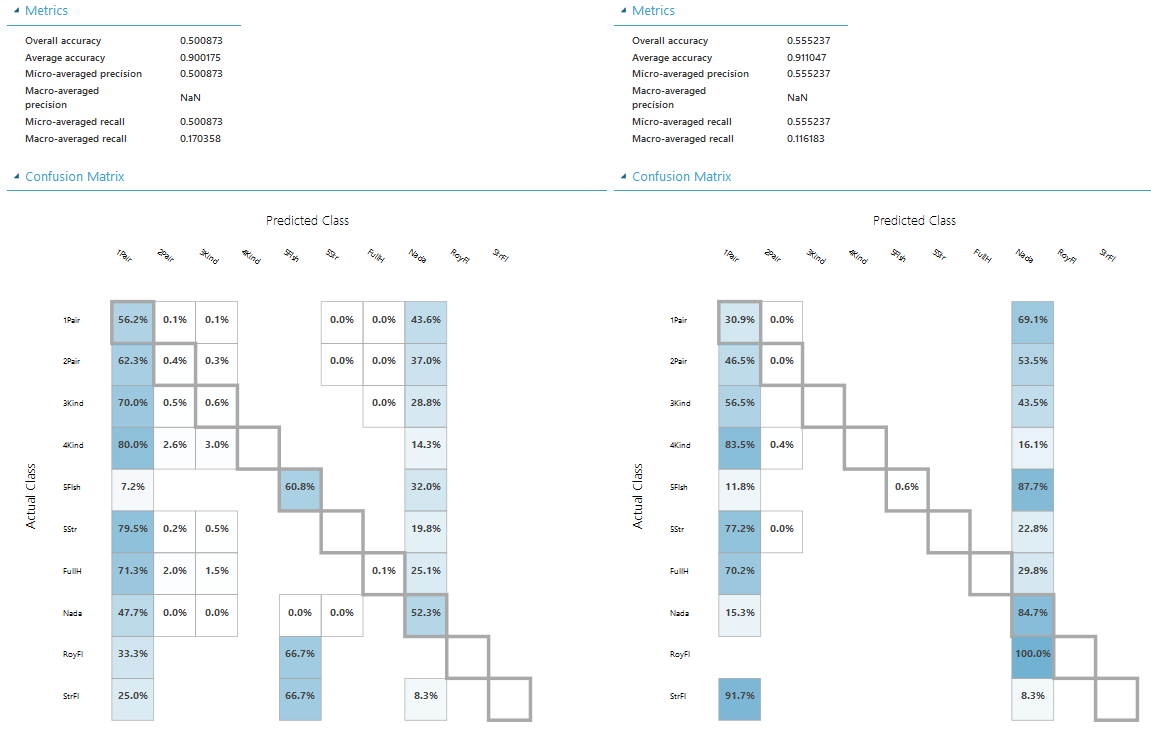 Metrics
Overall accuracy 0.500873
Average accuracy 0.900175
Micro-averaged precision 0.500873
Macro-averaged
precision NaN
Micro-averaged recall 0.500873
Macro-averaged recall 0.170358
Confusion Matrix
Predicted Class
1Pair 2Pair 3Kind 4Kind 5Flsh 5Str FullH Nada RoyFl StrFl
Actual Class
1Pair 56.2% 0.1% 0.1% 0.0% 0.0% 43.6%
2Pair 62.3% 0.4% 0.3% 0.0% 0.0% 37.0%
3Kind 70.0% 0.5% 0.6% 0.0% 28.8%
4Kind 80.0% 2.6% 3.0% 14.3%
5Flsh 7.2% 60.8% 32.0%
5Str 79.5% 0.2% 0.5% 19.8%
FullH 71.3% 2.0% 1.5% 0.1% 25.1%
Nada 47.7% 0.0% 0.0% 0.0% 0.0% 52.3%
RoyFl 33.3% 66.7%
StrFl 25.0% 66.7% 8.3%
Metrics
Overall accuracy 0.555237
Average accuracy 0.911047
Micro-averaged precision 0.555237
Macro-averaged
precision NaN
Micro-averaged recall 0.555237
Macro-averaged recall 0.116183
Confusion Matrix
Predicted Class
1Pair 2Pair 3Kind 4Kind 5Flsh 5Str FullH Nada RoyFl StrFl
Actual Class
1Pair 30.9% 0.0% 69.1%
2Pair 46.5% 0.0% 53.5%
3Kind 56.5% 43.5%
4Kind 83.5% 0.4% 16.1%
5Flsh 11.8% 0.6% 87.7%
5Str 77.2% 0.0% 22.8%
FullH 70.2% 29.8%
Nada 15.3% 84.7%
RoyFl 100.0%
StrFl 91.7% 8.3%